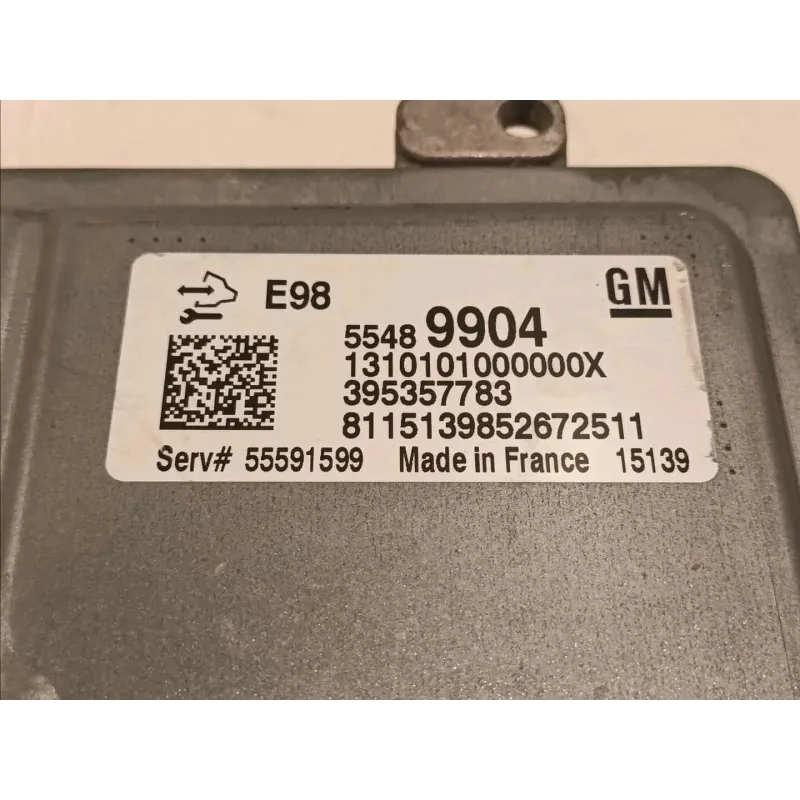 E98
GM
5548 9904
1310101000000X
395357783
8115139852672511
Serv# 55591599 Made in France 15139